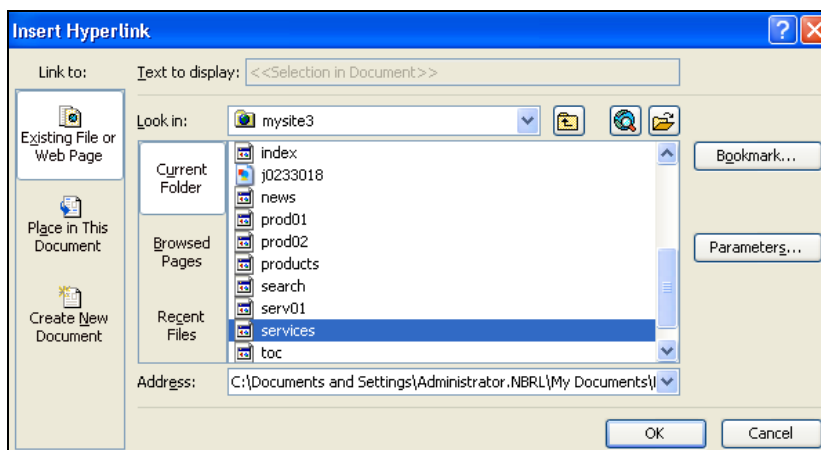 Insert Hyperlink
Link to:
Text to display: <<Selection in Document>>
Existing File or
Web Page
Place in This
Document
Create New
Document
Look in: mysite3
Current
Folder
Browsed
Pages
Recent
Files
index
j0233018
news
prod01
prod02
products
search
serv01
services
toc
Bookmark...
Parameters...
Address: C:\Documents and Settings\Administrator.NBRL\My Documents\
OK
Cancel